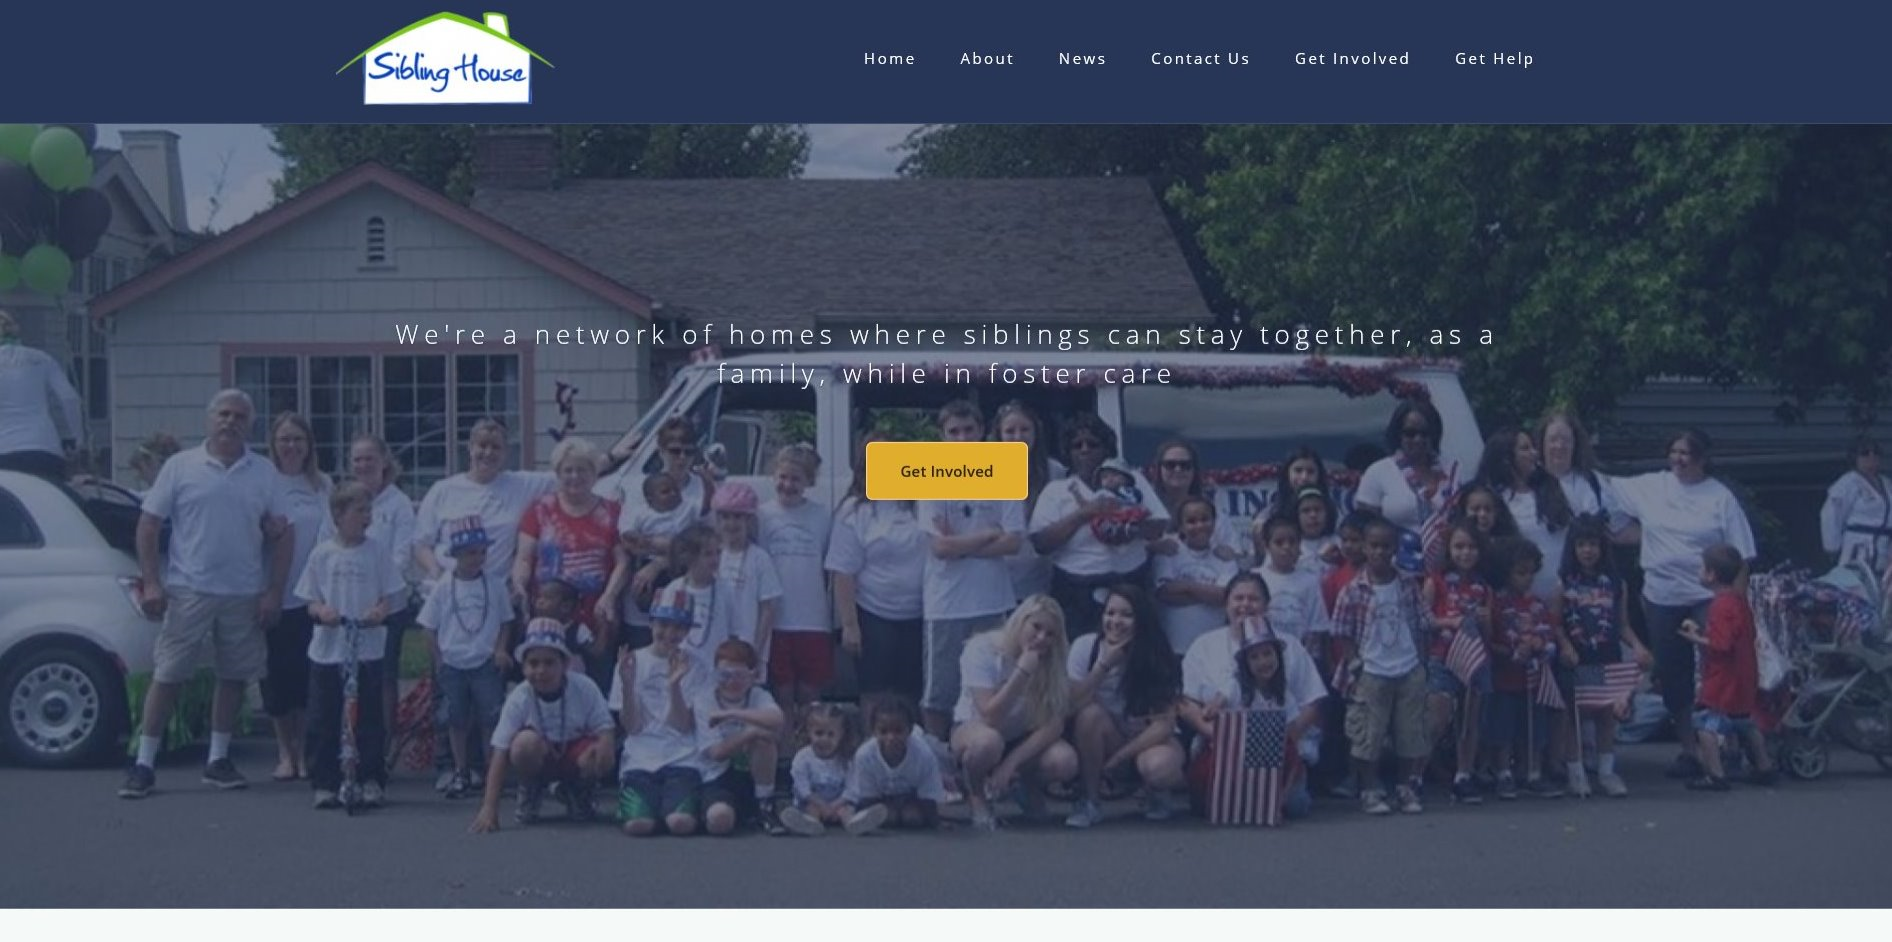 Sibling House
Home About News Contact Us Get Involved Get Help
We're a network of homes where siblings can stay together, as a
family, while in foster care
Get Involved